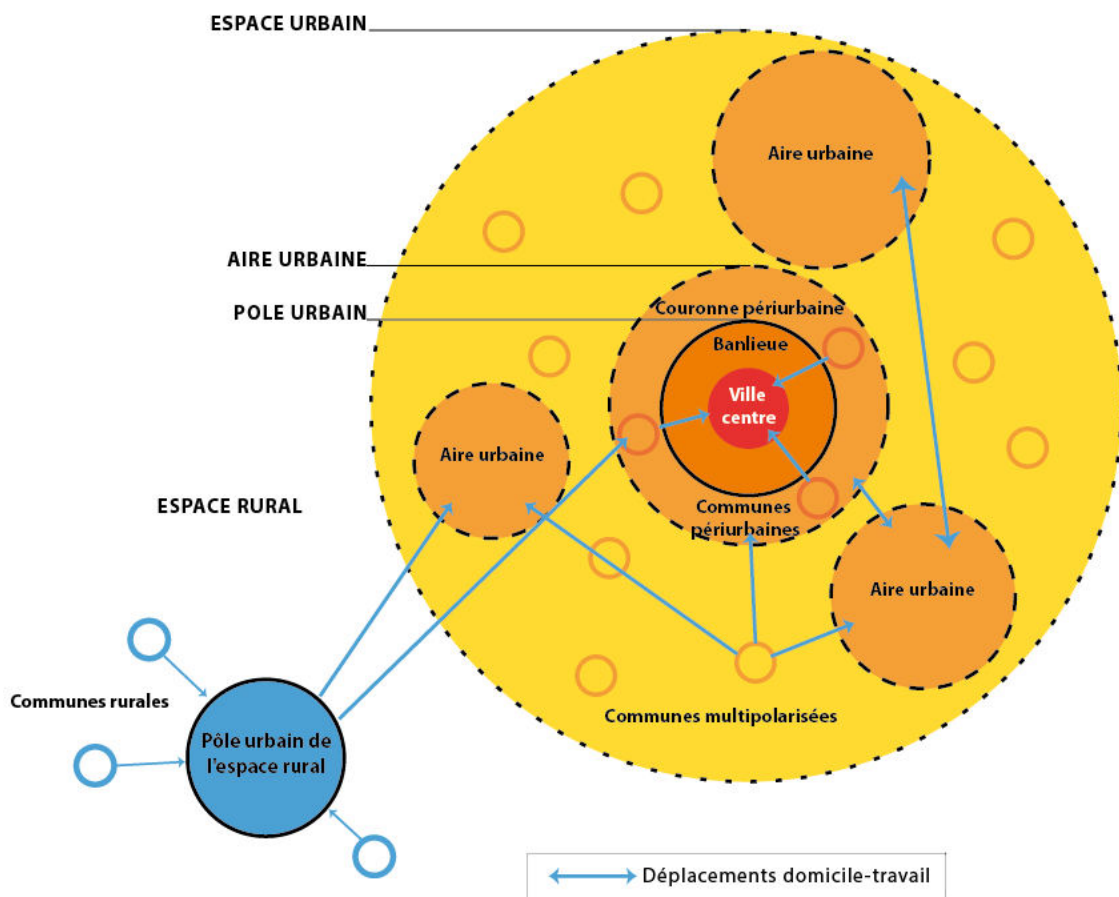 ESPACE URBAIN
Aire urbaine
AIRE URBAINE
Couronne périurbaine
POLE URBAIN
Banlieue
Ville
centre
Aire urbaine
ESPACE RURAL
Communes
périurbaines
Aire urbaine
Communes rurales
Communes multipolarisées
Pôle urbain de
l'espace rural
Déplacements domicile-travail